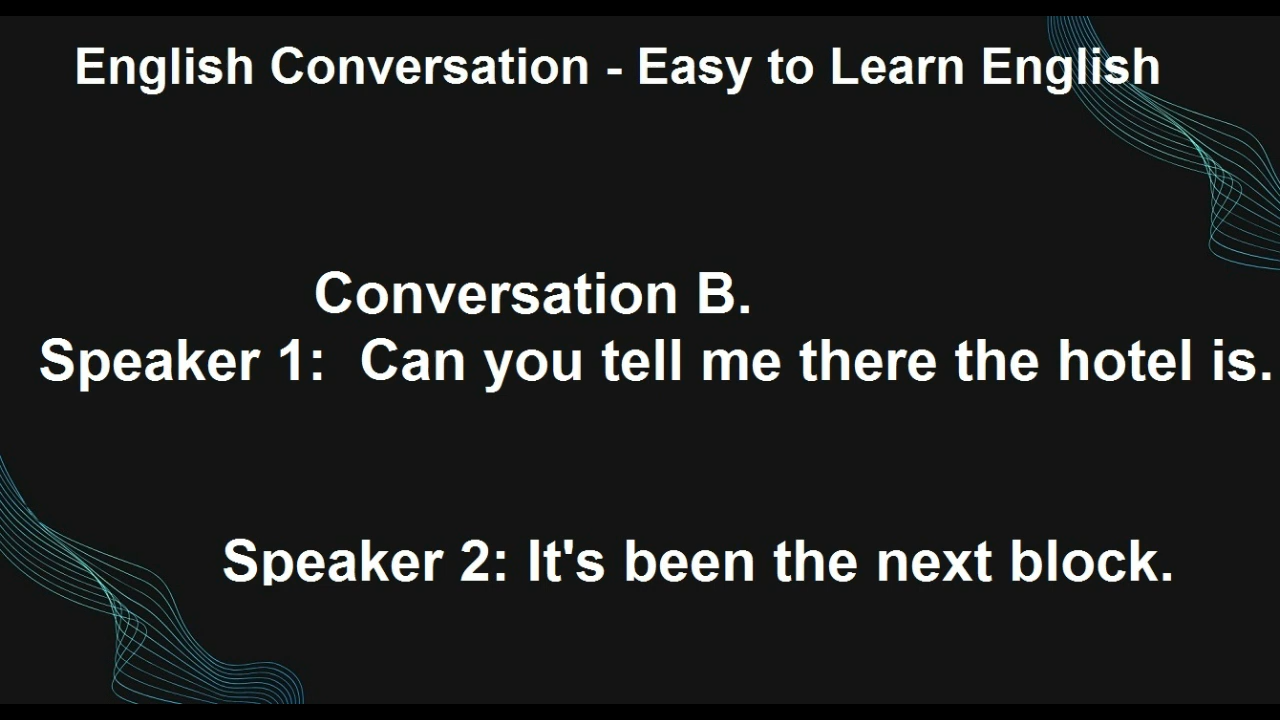 English Conversation - Easy to Learn English
Conversation B.
Speaker 1: Can you tell me there the hotel is.
Speaker 2: It's been the next block.